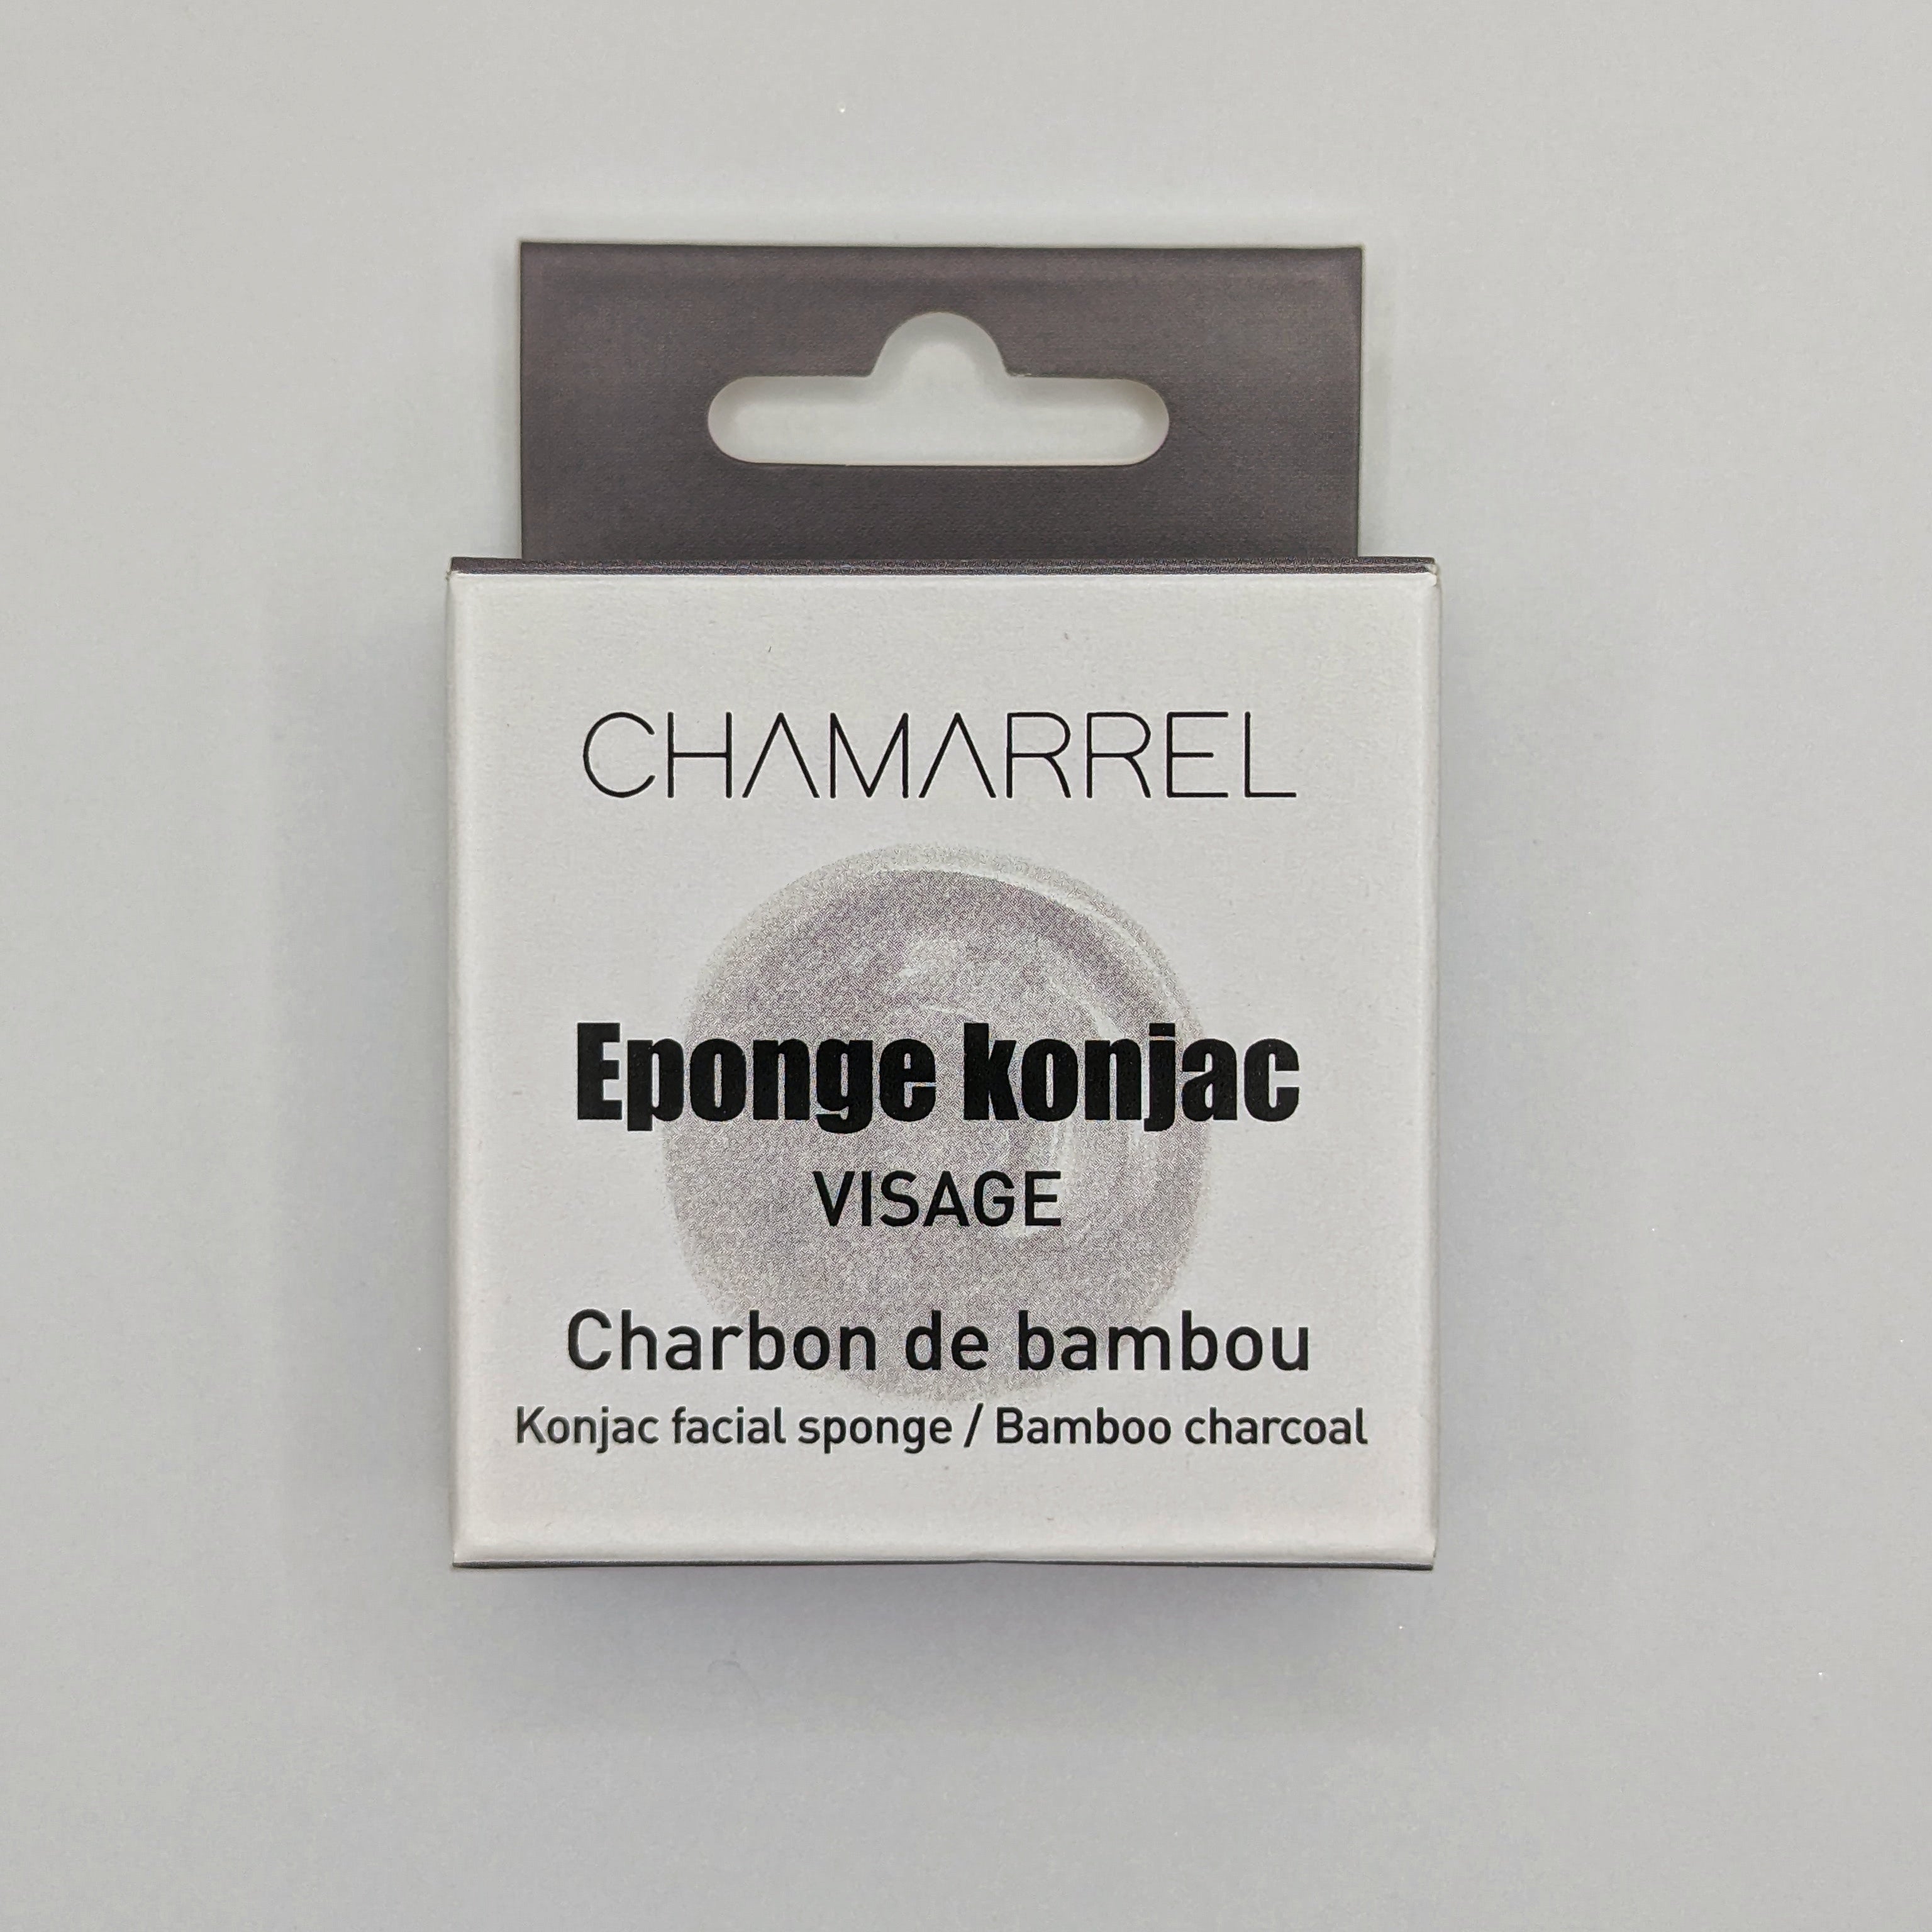 CHAMARREL
Eponge konjac
VISAGE
Charbon de bambou
Konjac facial sponge / Bamboo charcoal